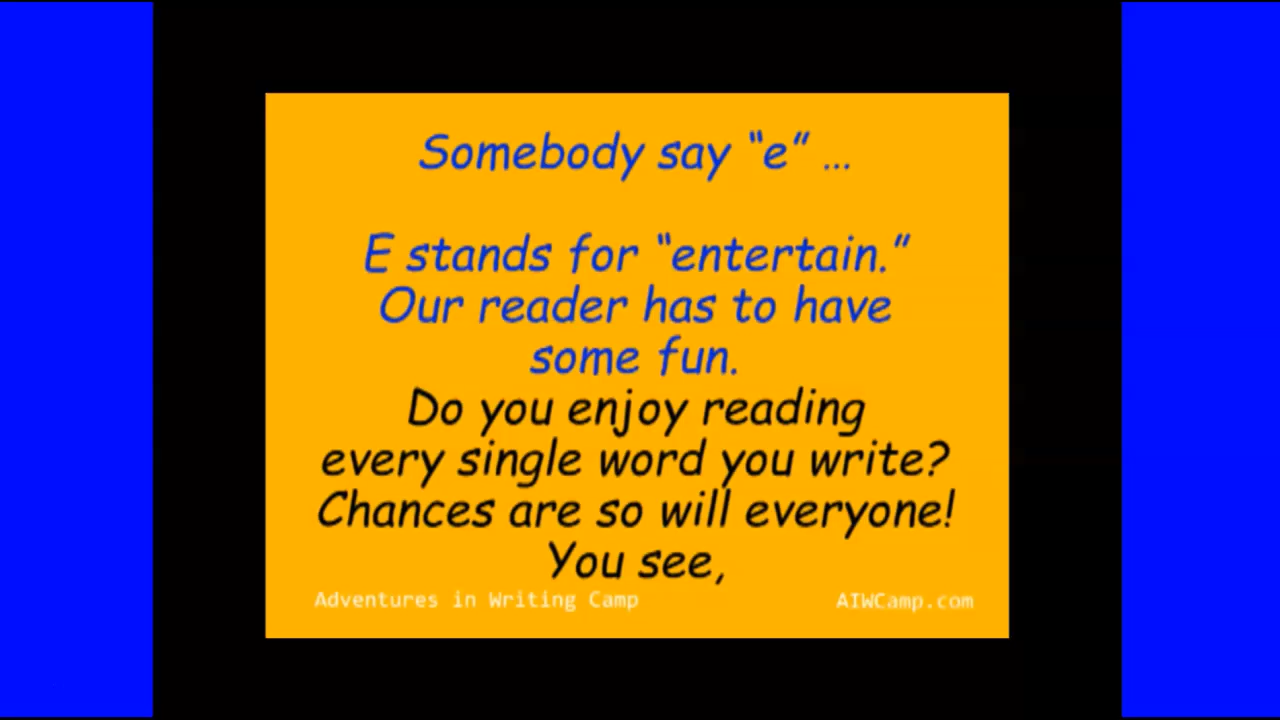 Somebody say “e” ...
E stands for “entertain.”
Our reader has to have
some fun.
Do you enjoy reading
every single word you write?
Chances are so will everyone!
You see,
Adventures in Writing Camp
AIWCamp.com